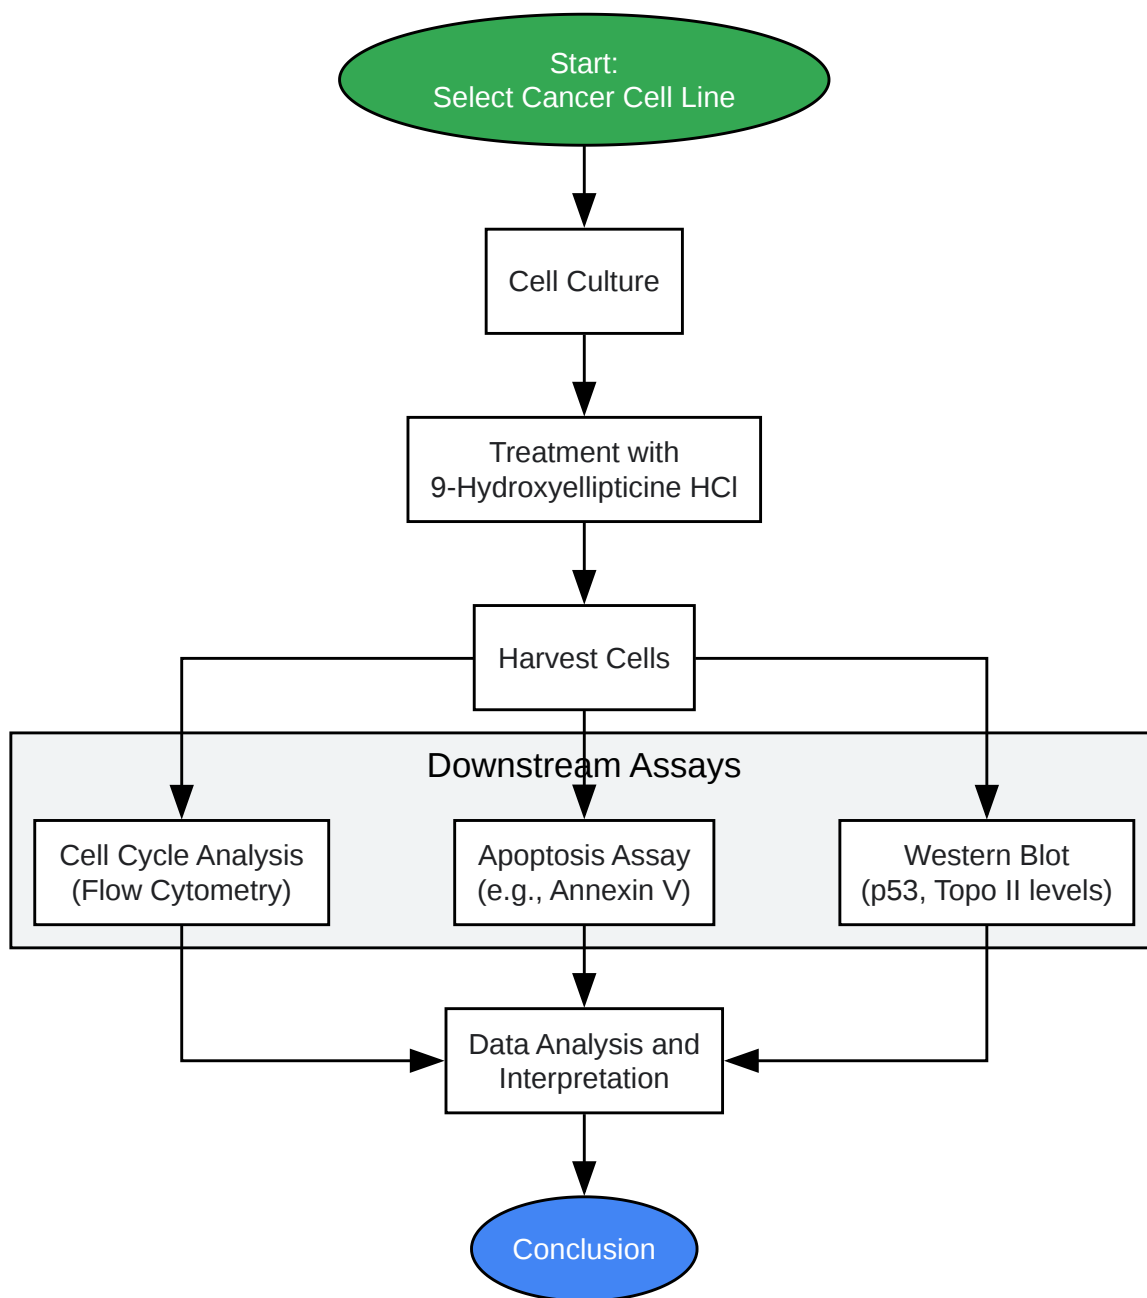 Start:
Select Cancer Cell Line
Cell Culture
Treatment with
9-Hydroxyellipticine HCl
Harvest Cells
Downstream Assays
Cell Cycle Analysis
(Flow Cytometry)
Apoptosis Assay
(e.g., Annexin V)
Western Blot
(p53, Topo II levels)
Data Analysis and
Interpretation
Conclusion